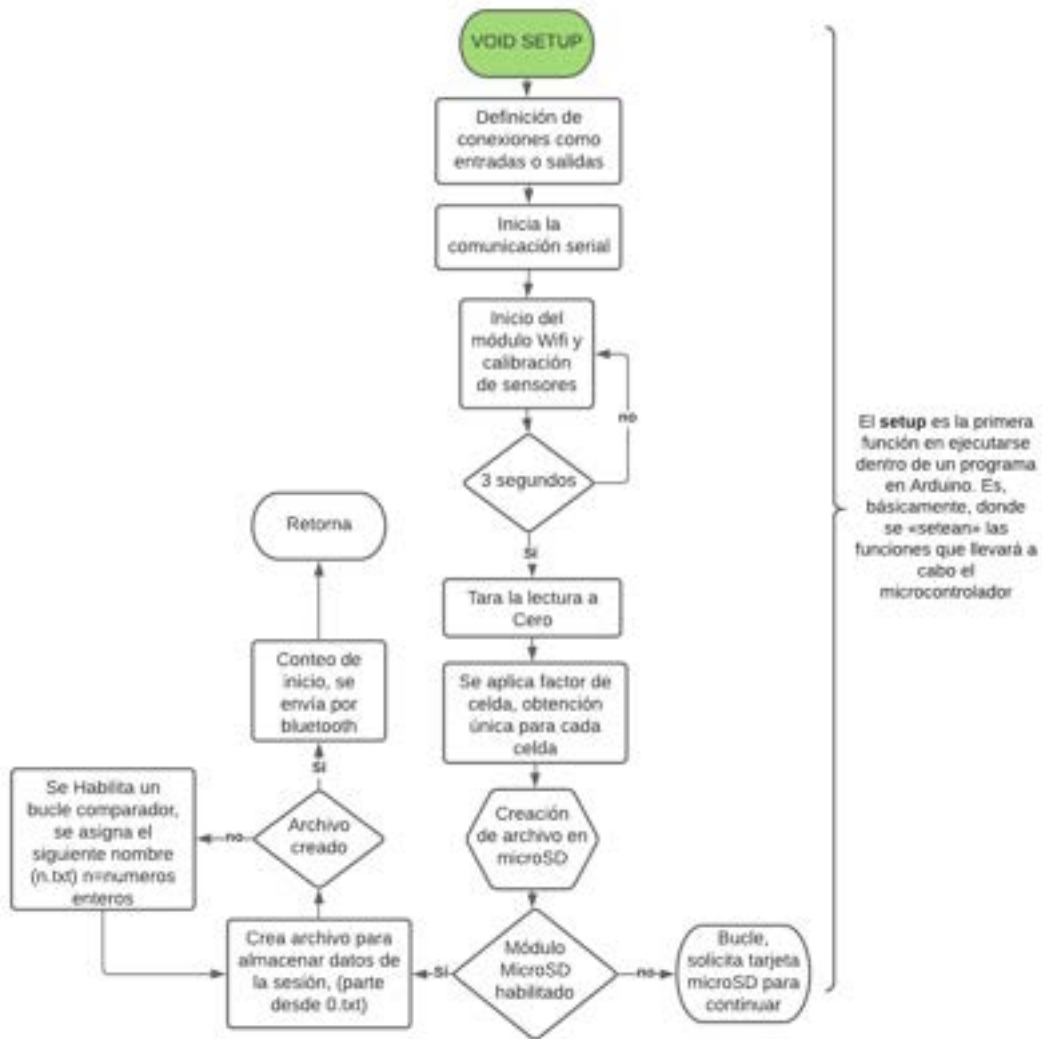 VOID SETUP
Definición de
conexiones como
entradas o salidas
Inicia la
comunicación serial
Inicio del
módulo Wifi y
calibración
de sensores
no
3 segundos
Sí
Tara la lectura a
Cero
Se aplica factor de
celda, obtención
única para cada
celda
Creación
de archivo en
microSD
Módulo
MicroSD
habilitado
no
Bucle,
solicita tarjeta
microSD para
continuar
Sí
Crea archivo para
almacenar datos de
la sesión, (parte
desde 0.txt)
Archivo
creado
no
Se Habilita un
bucle comparador,
se asigna el
siguiente nombre
(n.txt) n=numeros
enteros
Sí
Conteo de
inicio, se
envía por
bluetooth
Retorna
El setup es la primera
función en ejecutarse
dentro de un programa
en Arduino. Es,
básicamente, donde
se «setean» las
funciones que llevará a
cabo el
microcontrolador